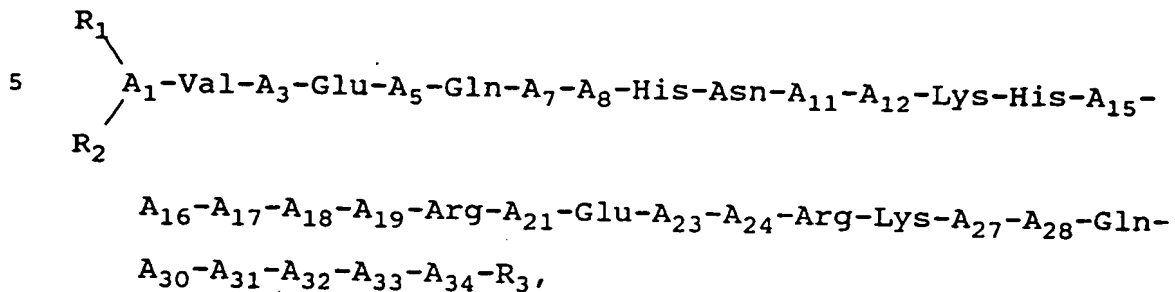 R₁
5 A₁-Val-A₃-Glu-A₅-Gln-A₇-A₈-His-Asn-A₁₁-A₁₂-Lys-His-A₁₅-
R₂
A₁₆-A₁₇-A₁₈-A₁₉-Arg-A₂₁-Glu-A₂₃-A₂₄-Arg-Lys-A₂₇-A₂₈-Gln-
A₃₀-A₃₁-A₃₂-A₃₃-A₃₄-R₃,